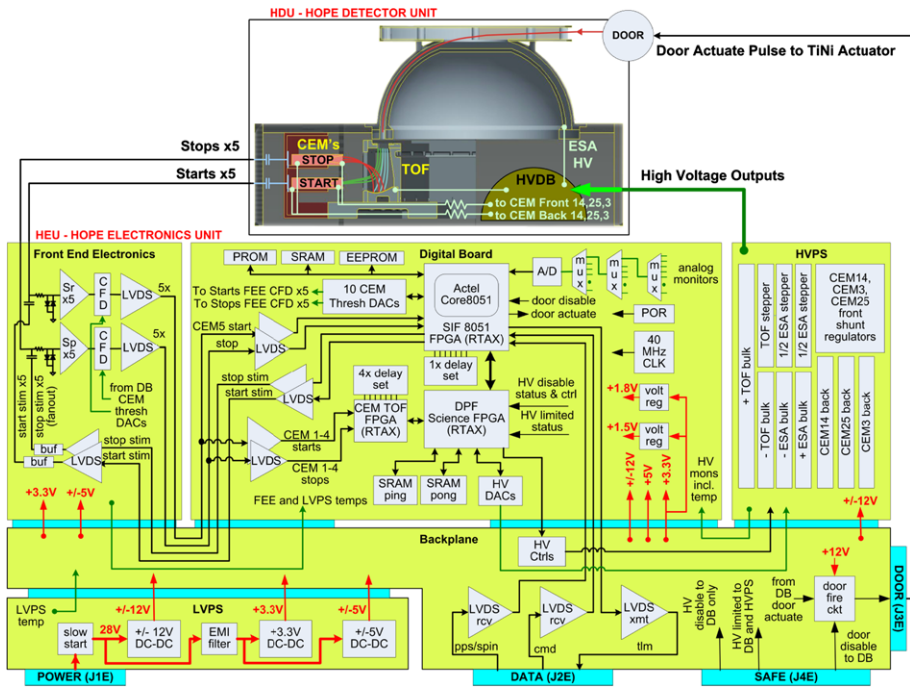 HDU - HOPE DETECTOR UNIT
DOOR
Door Actuate Pulse to TiNi Actuator
Stops x5
Starts x5
CEM's
STOP
START
TOF
ESA
HV
HVDB
to CEM Front 14,25,3
to CEM Back 14,25,3
High Voltage Outputs
HEU - HOPE ELECTRONICS UNIT
Front End Electronics
Sr
x5
CFD
LVDS
5x
Sp
x5
CFD
LVDS
5x
start stim x5
stop stim x5
(fanout)
from DB
CEM
thresh
DACs
buf
buf
LVDS
stop stim
start stim
+3.3V
+/-5V
Digital Board
PROM
SRAM
EEPROM
To Starts FEE CFD x5
To Stops FEE CFD x5
10 CEM
Thresh DACs
Actel
Core8051
SIF 8051
FPGA
(RTAX)
A/D
mux
mux
mux
analog
monitors
door disable
door actuate
POR
40
MHz
CLK
CEM5 start
stop
LVDS
stop stim
start stim
LVDS
4x delay
set
1x delay
set
CEM TOF
FPGA
(RTAX)
LVDS
CEM 1-4
starts
CEM 1-4
stops
DPF
Science FPGA
(RTAX)
HV disable
status & ctrl
HV limited
status
+1.8V
volt
reg
+1.5V
volt
reg
SRAM
ping
SRAM
pong
HV
DACs
FEE and LVPS temps
+/-12V
+5V
+3.3V
HV
mons
incl.
temp
HVPS
+ TOF bulk
TOF stepper
1/2 ESA stepper
1/2 ESA stepper
CEM14,
CEM3,
CEM25
front
shunt
regulators
- TOF bulk
- ESA bulk
+ ESA bulk
CEM14 back
CEM25 back
CEM3 back
+/-12V
Backplane
HV
Ctrls
LVPS
temp
+/-12V
LVPS
+3.3V
+/-5V
slow
start
28V
+/- 12V
DC-DC
EMI
filter
+3.3V
DC-DC
+/-5V
DC-DC
POWER (J1E)
LVDS
rcv
LVDS
rcv
LVDS
xmt
pps/spin
cmd
tlm
DATA (J2E)
HV
disable to
DB only
HV limited to
DB and HVPS
+12V
from
DB
door
actuate
door
fire
ckt
door
disable
to DB
SAFE (J4E)
DOOR (J3E)